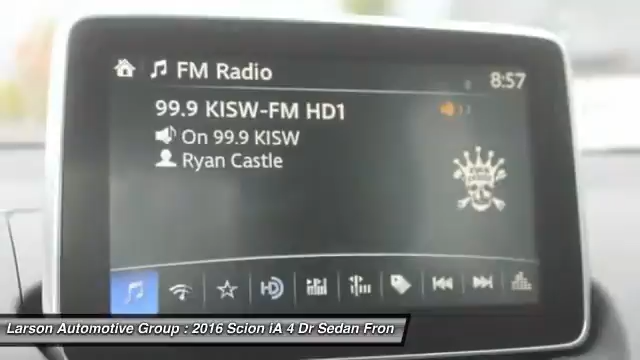 FM Radio
8:57
99.9 KISW-FM HD1
On 99.9 KISW
Ryan Castle
HD
Larson Automotive Group : 2016 Scion iA 4 Dr Sedan Fron